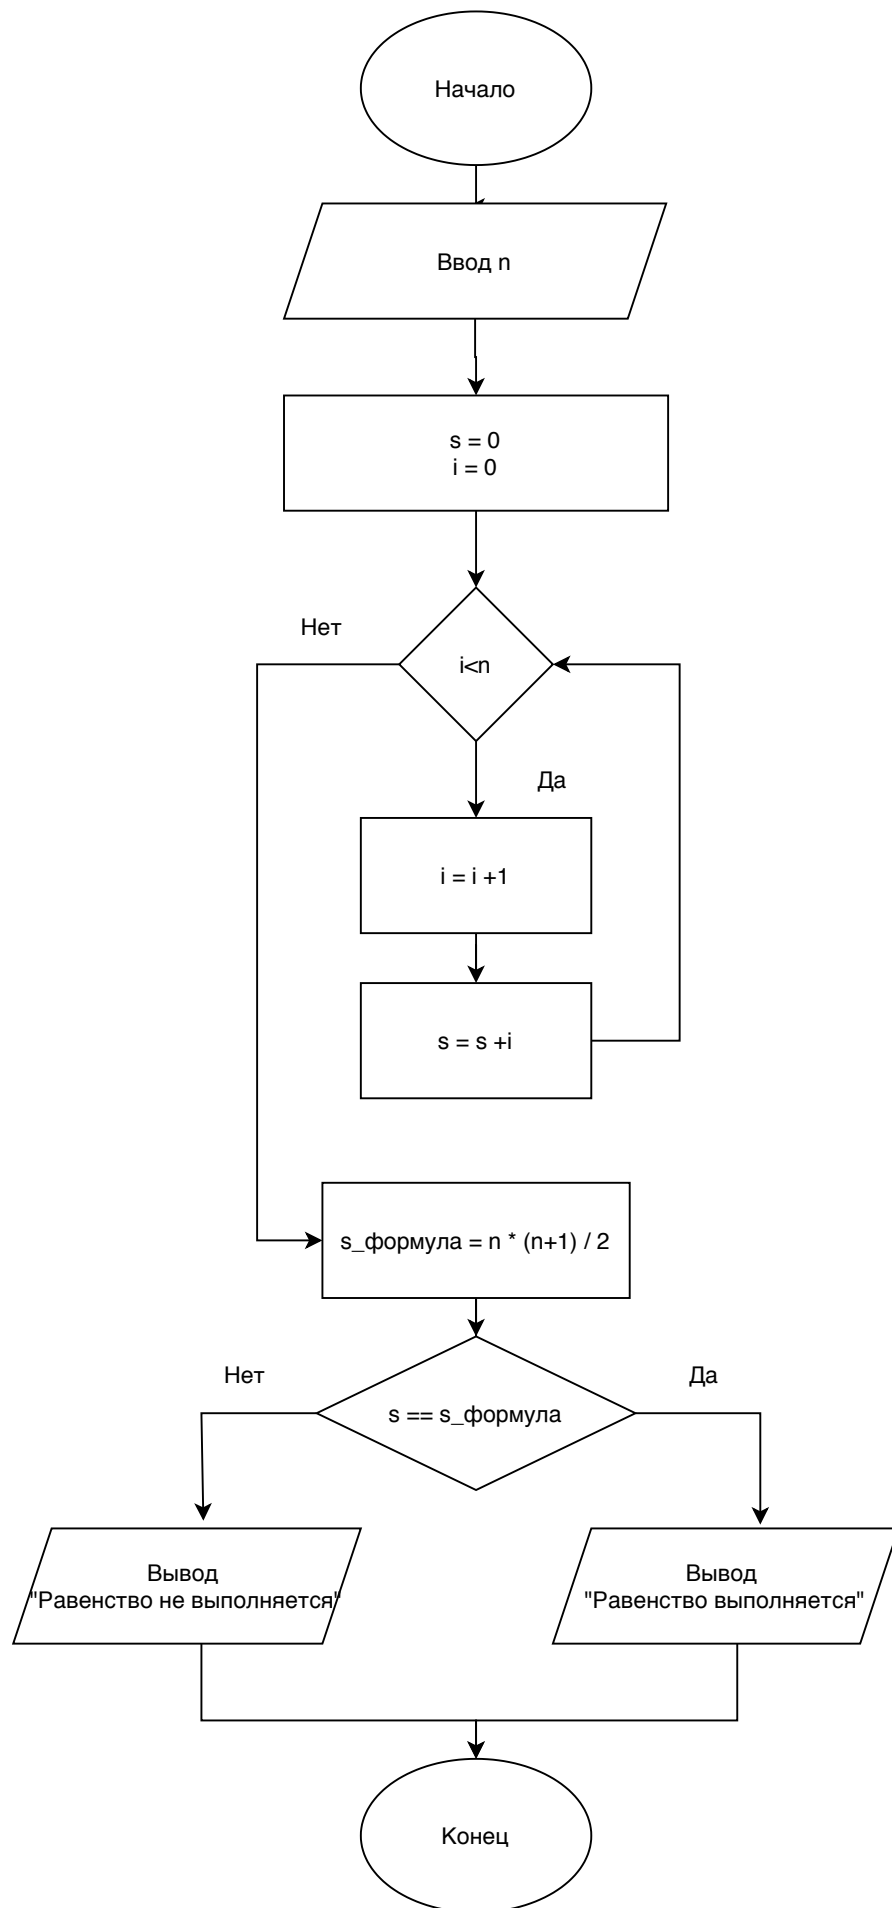 Начало
Ввод n
s = 0
i = 0
Нет
i<n
Да
i = i +1
s = s +i
s_формула = n * (n+1) / 2
Нет
Да
s == s_формула
Вывод
"Равенство не выполняется"
Вывод
"Равенство выполняется"
Конец